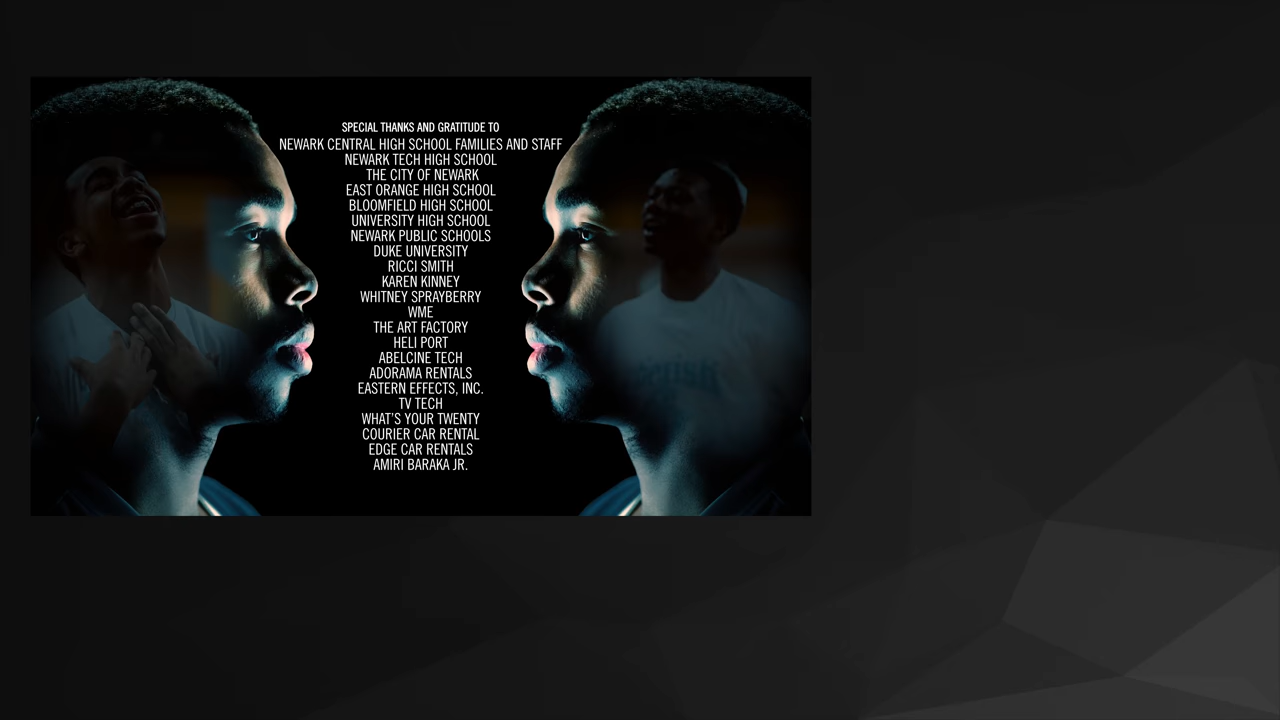 SPECIAL THANKS AND GRATITUDE TO
NEWARK CENTRAL HIGH SCHOOL FAMILIES AND STAFF
NEWARK TECH HIGH SCHOOL
THE CITY OF NEWARK
EAST ORANGE HIGH SCHOOL
BLOOMFIELD HIGH SCHOOL
UNIVERSITY HIGH SCHOOL
NEWARK PUBLIC SCHOOLS
DUKE UNIVERSITY
RICCI SMITH
KAREN KINNEY
WHITNEY SPRAYBERRY
WME
THE ART FACTORY
HELI PORT
ABELCINE TECH
ADORAMA RENTALS
EASTERN EFFECTS, INC.
TV TECH
WHAT'S YOUR TWENTY
COURIER CAR RENTAL
EDGE CAR RENTALS
AMIRI BARAKA JR.